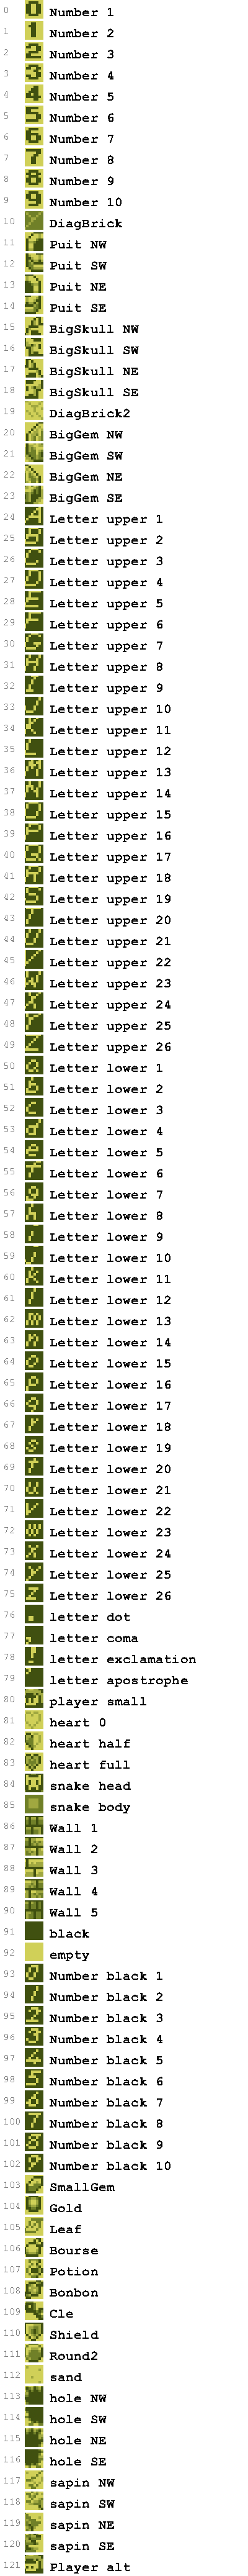 0 Number 1
1 Number 2
2 Number 3
3 Number 4
4 Number 5
5 Number 6
6 Number 7
7 Number 8
8 Number 9
9 Number 10
10 DiagBrick
11 Puit NW
12 Puit SW
13 Puit NE
14 Puit SE
15 BigSkull NW
16 BigSkull SW
17 BigSkull NE
18 BigSkull SE
19 DiagBrick2
20 BigGem NW
21 BigGem SW
22 BigGem NE
23 BigGem SE
24 Letter upper 1
25 Letter upper 2
26 Letter upper 3
27 Letter upper 4
28 Letter upper 5
29 Letter upper 6
30 Letter upper 7
31 Letter upper 8
32 Letter upper 9
33 Letter upper 10
34 Letter upper 11
35 Letter upper 12
36 Letter upper 13
37 Letter upper 14
38 Letter upper 15
39 Letter upper 16
40 Letter upper 17
41 Letter upper 18
42 Letter upper 19
43 Letter upper 20
44 Letter upper 21
45 Letter upper 22
46 Letter upper 23
47 Letter upper 24
48 Letter upper 25
49 Letter upper 26
50 Letter lower 1
51 Letter lower 2
52 Letter lower 3
53 Letter lower 4
54 Letter lower 5
55 Letter lower 6
56 Letter lower 7
57 Letter lower 8
58 Letter lower 9
59 Letter lower 10
60 Letter lower 11
61 Letter lower 12
62 Letter lower 13
63 Letter lower 14
64 Letter lower 15
65 Letter lower 16
66 Letter lower 17
67 Letter lower 18
68 Letter lower 19
69 Letter lower 20
70 Letter lower 21
71 Letter lower 22
72 Letter lower 23
73 Letter lower 24
74 Letter lower 25
75 Letter lower 26
76 letter dot
77 letter coma
78 letter exclamation
79 letter apostrophe
80 player small
81 heart 0
82 heart half
83 heart full
84 snake head
85 snake body
86 Wall 1
87 Wall 2
88 Wall 3
89 Wall 4
90 Wall 5
91 black
92 empty
93 Number black 1
94 Number black 2
95 Number black 3
96 Number black 4
97 Number black 5
98 Number black 6
99 Number black 7
100 Number black 8
101 Number black 9
102 Number black 10
103 SmallGem
104 Gold
105 Leaf
106 Bourse
107 Potion
108 Bonbon
109 Cle
110 Shield
111 Round2
112 sand
113 hole NW
114 hole SW
115 hole NE
116 hole SE
117 sapin NW
118 sapin SW
119 sapin NE
120 sapin SE
121 Player alt